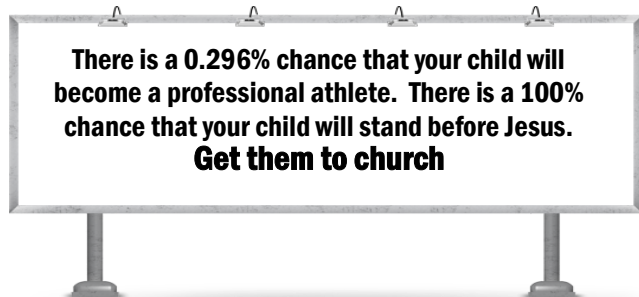 There is a 0.296% chance that your child will
become a professional athlete.  There is a 100%
chance that your child will stand before Jesus.
Get them to church